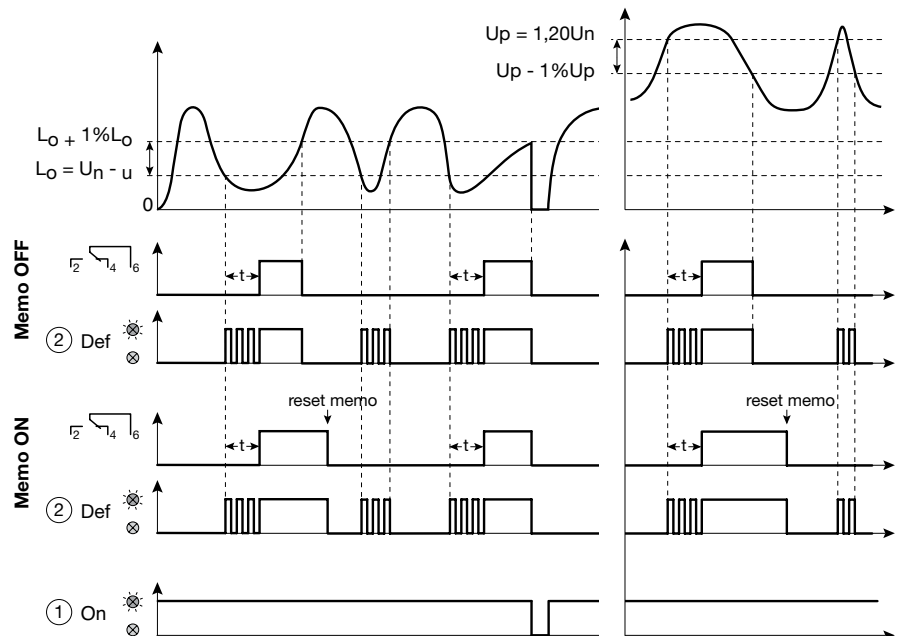 Up = 1,20Un
Up - 1%Up
Lo + 1%Lo
Lo = Un - u
0
Memo OFF
2 4 6
t t t
2 Def
Memo ON
reset memo reset memo
2 4 6
t t t
2 Def
1 On